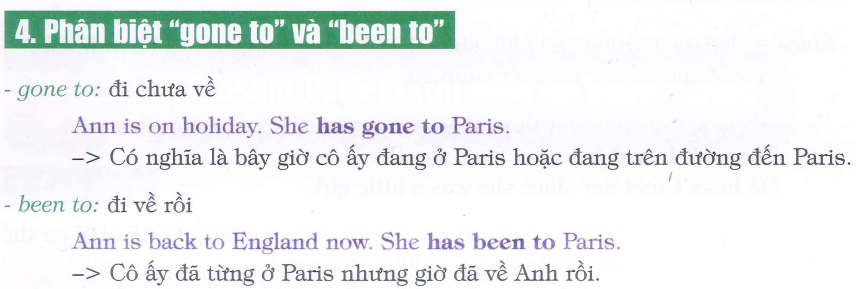 4. Phân biệt “gone to” và “been to”
- gone to: đi chưa về
Ann is on holiday. She has gone to Paris.
–> Có nghĩa là bây giờ cô ấy đang ở Paris hoặc đang trên đường đến Paris.
- been to: đi về rồi
Ann is back to England now. She has been to Paris.
–> Cô ấy đã từng ở Paris nhưng giờ đã về Anh rồi.